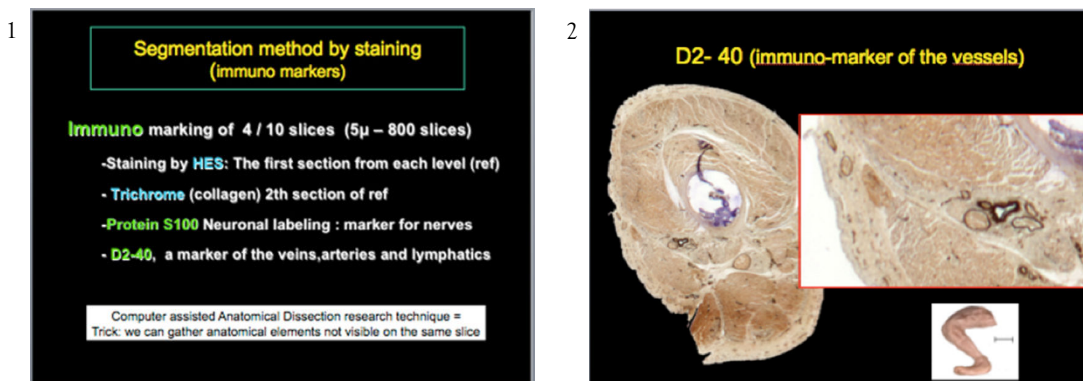 1
Segmentation method by staining
(immuno markers)
Immuno marking of 4 / 10 slices (5µ – 800 slices)
-Staining by HES: The first section from each level (ref)
- Trichrome (collagen) 2th section of ref
-Protein S100 Neuronal labeling : marker for nerves
- D2-40, a marker of the veins,arteries and lymphatics
Computer assisted Anatomical Dissection research technique =
Trick: we can gather anatomical elements not visible on the same slice
2
D2- 40 (immuno-marker of the vessels)